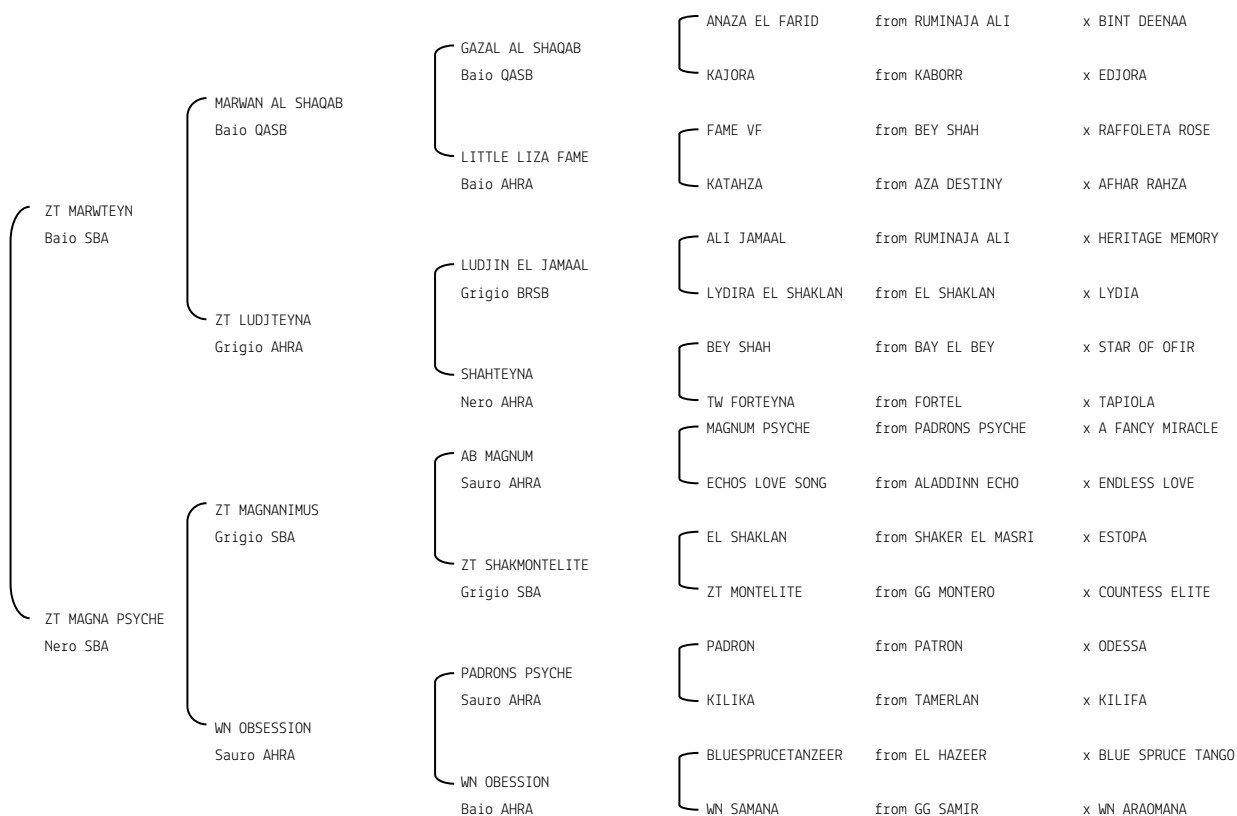 ANAZA EL FARID from RUMINAJA ALI x BINT DEENAA
GAZAL AL SHAQAB
Baio QASB
KAJORA from KABORR x EDJORA
MARWAN AL SHAQAB
Baio QASB
FAME VF from BEY SHAH x RAFFOLETA ROSE
LITTLE LIZA FAME
Baio AHRA
KATAHZA from AZA DESTINY x AFHAR RAHZA
ZT MARWTEYN
Baio SBA
ALI JAMAAL from RUMINAJA ALI x HERITAGE MEMORY
LUDJIN EL JAMAAL
Grigio BRSB
LYDIRA EL SHAKLAN from EL SHAKLAN x LYDIA
ZT LUDJTEYNA
Grigio AHRA
BEY SHAH from BAY EL BEY x STAR OF OFIR
SHAHTEYNA
Nero AHRA
TW FORTEYNA from FORTEL x TAPIOLA
MAGNUM PSYCHE from PADRONS PSYCHE x A FANCY MIRACLE
AB MAGNUM
Sauro AHRA
ECHOS LOVE SONG from ALADDINN ECHO x ENDLESS LOVE
ZT MAGNANIMUS
Grigio SBA
EL SHAKLAN from SHAKER EL MASRI x ESTOPA
ZT SHAKMONTELITE
Grigio SBA
ZT MONTELITE from GG MONTERO x COUNTESS ELITE
ZT MAGNA PSYCHE
Nero SBA
PADRON from PATRON x ODESSA
PADRONS PSYCHE
Sauro AHRA
KILIKA from TAMERLAN x KILIFA
WN OBSESSION
Sauro AHRA
BLUESPRUCETANZEER from EL HAZEER x BLUE SPRUCE TANGO
WN OBESSION
Baio AHRA
WN SAMANA from GG SAMIR x WN ARAOMANA